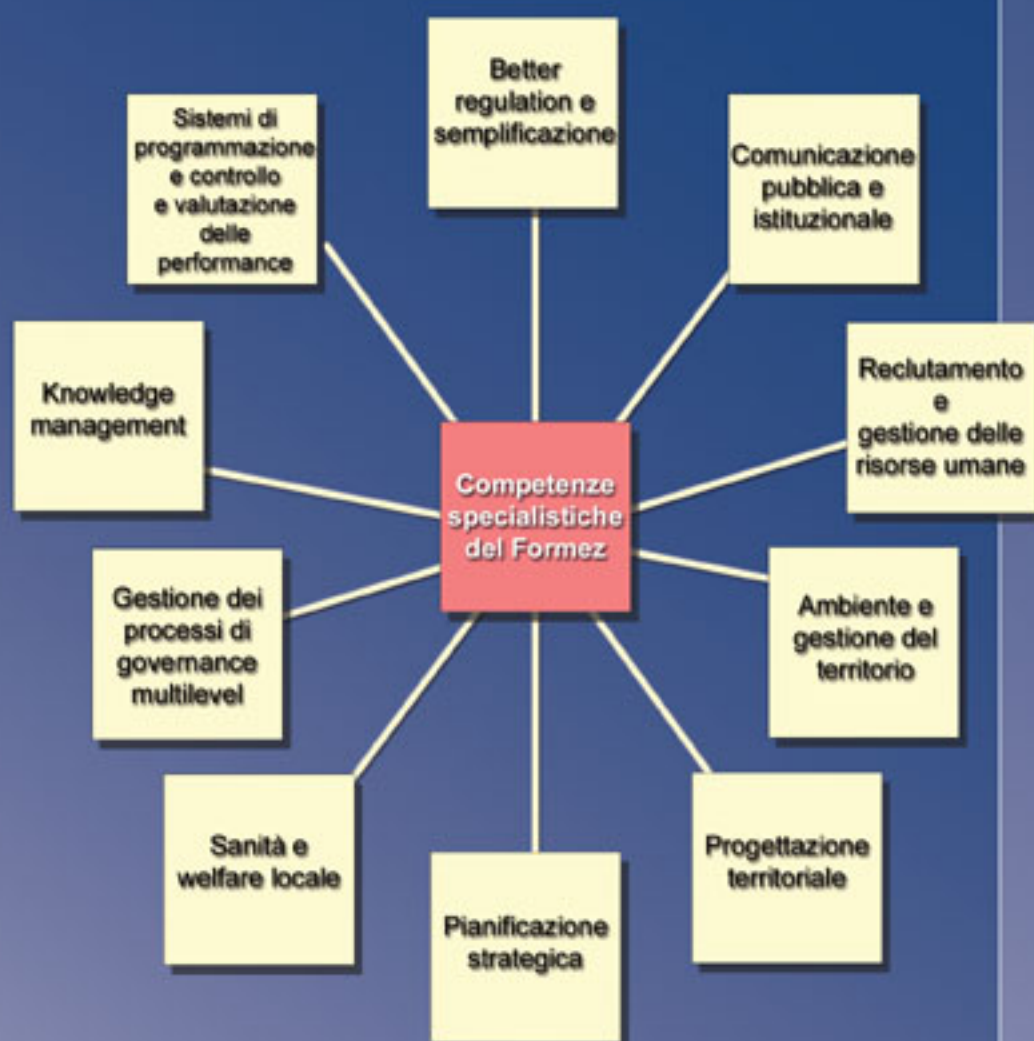 Better
regulation e
semplificazione
Sistemi di
programmazione
e controllo
e valutazione
delle
performance
Comunicazione
pubblica e
istituzionale
Knowledge
management
Reclutamento
e
gestione delle
risorse umane
Competenze
specialistiche
del Formez
Gestione dei
processi di
governance
multilevel
Ambiente e
gestione del
territorio
Sanità e
welfare locale
Progettazione
territoriale
Pianificazione
strategica